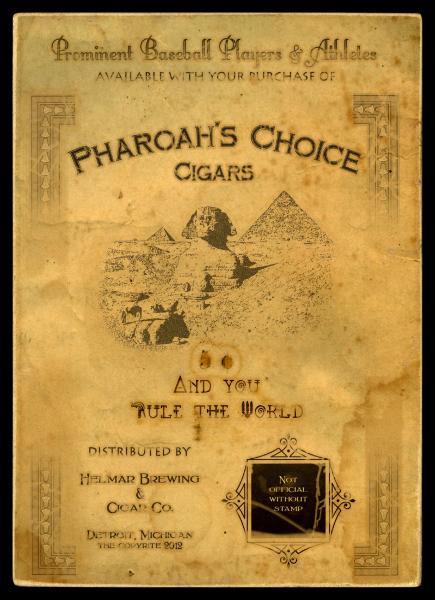 Prominent Baseball Players & Athletes
AVAILABLE WITH YOUR PURCHASE OF
PHAROAH'S CHOICE
CIGARS
AND YOU
RULE THE WORLD
DISTRIBUTED BY
HELMAR BREWING
&
CIGAR CO.
DETROIT, MICHIGAN
THE COPYRITE 2012
NOT
OFFICIAL
WITHOUT
STAMP